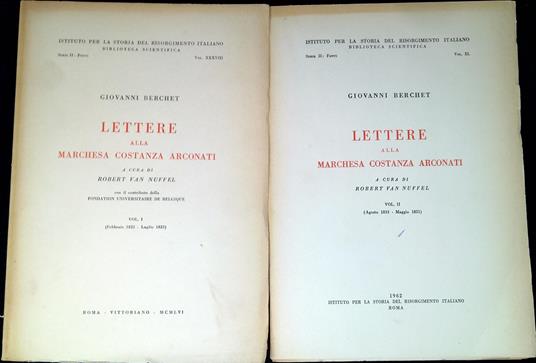 ISTITUTO PER LA STORIA DEL RISORGIMENTO ITALIANO
BIBLIOTECA SCIENTIFICA
SERIE II: FONTI VOL. XXXVIII
GIOVANNI BERCHET
LETTERE
ALLA
MARCHESA COSTANZA ARCONATI
A CURA DI
ROBERT VAN NUFFEL
con il contributo della
FONDATION UNIVERSITAIRE DE BELGIQUE
VOL. I
(Febbraio 1822 - Luglio 1833)
ROMA - VITTORIANO - MCMLVI
ISTITUTO PER LA STORIA DEL RISORGIMENTO ITALIANO
BIBLIOTECA SCIENTIFICA
SERIE II: FONTI VOL. XL
GIOVANNI BERCHET
LETTERE
ALLA
MARCHESA COSTANZA ARCONATI
A CURA DI
ROBERT VAN NUFFEL
VOL. II
(Agosto 1833 - Maggio 1851)
1962
ISTITUTO PER LA STORIA DEL RISORGIMENTO ITALIANO
ROMA